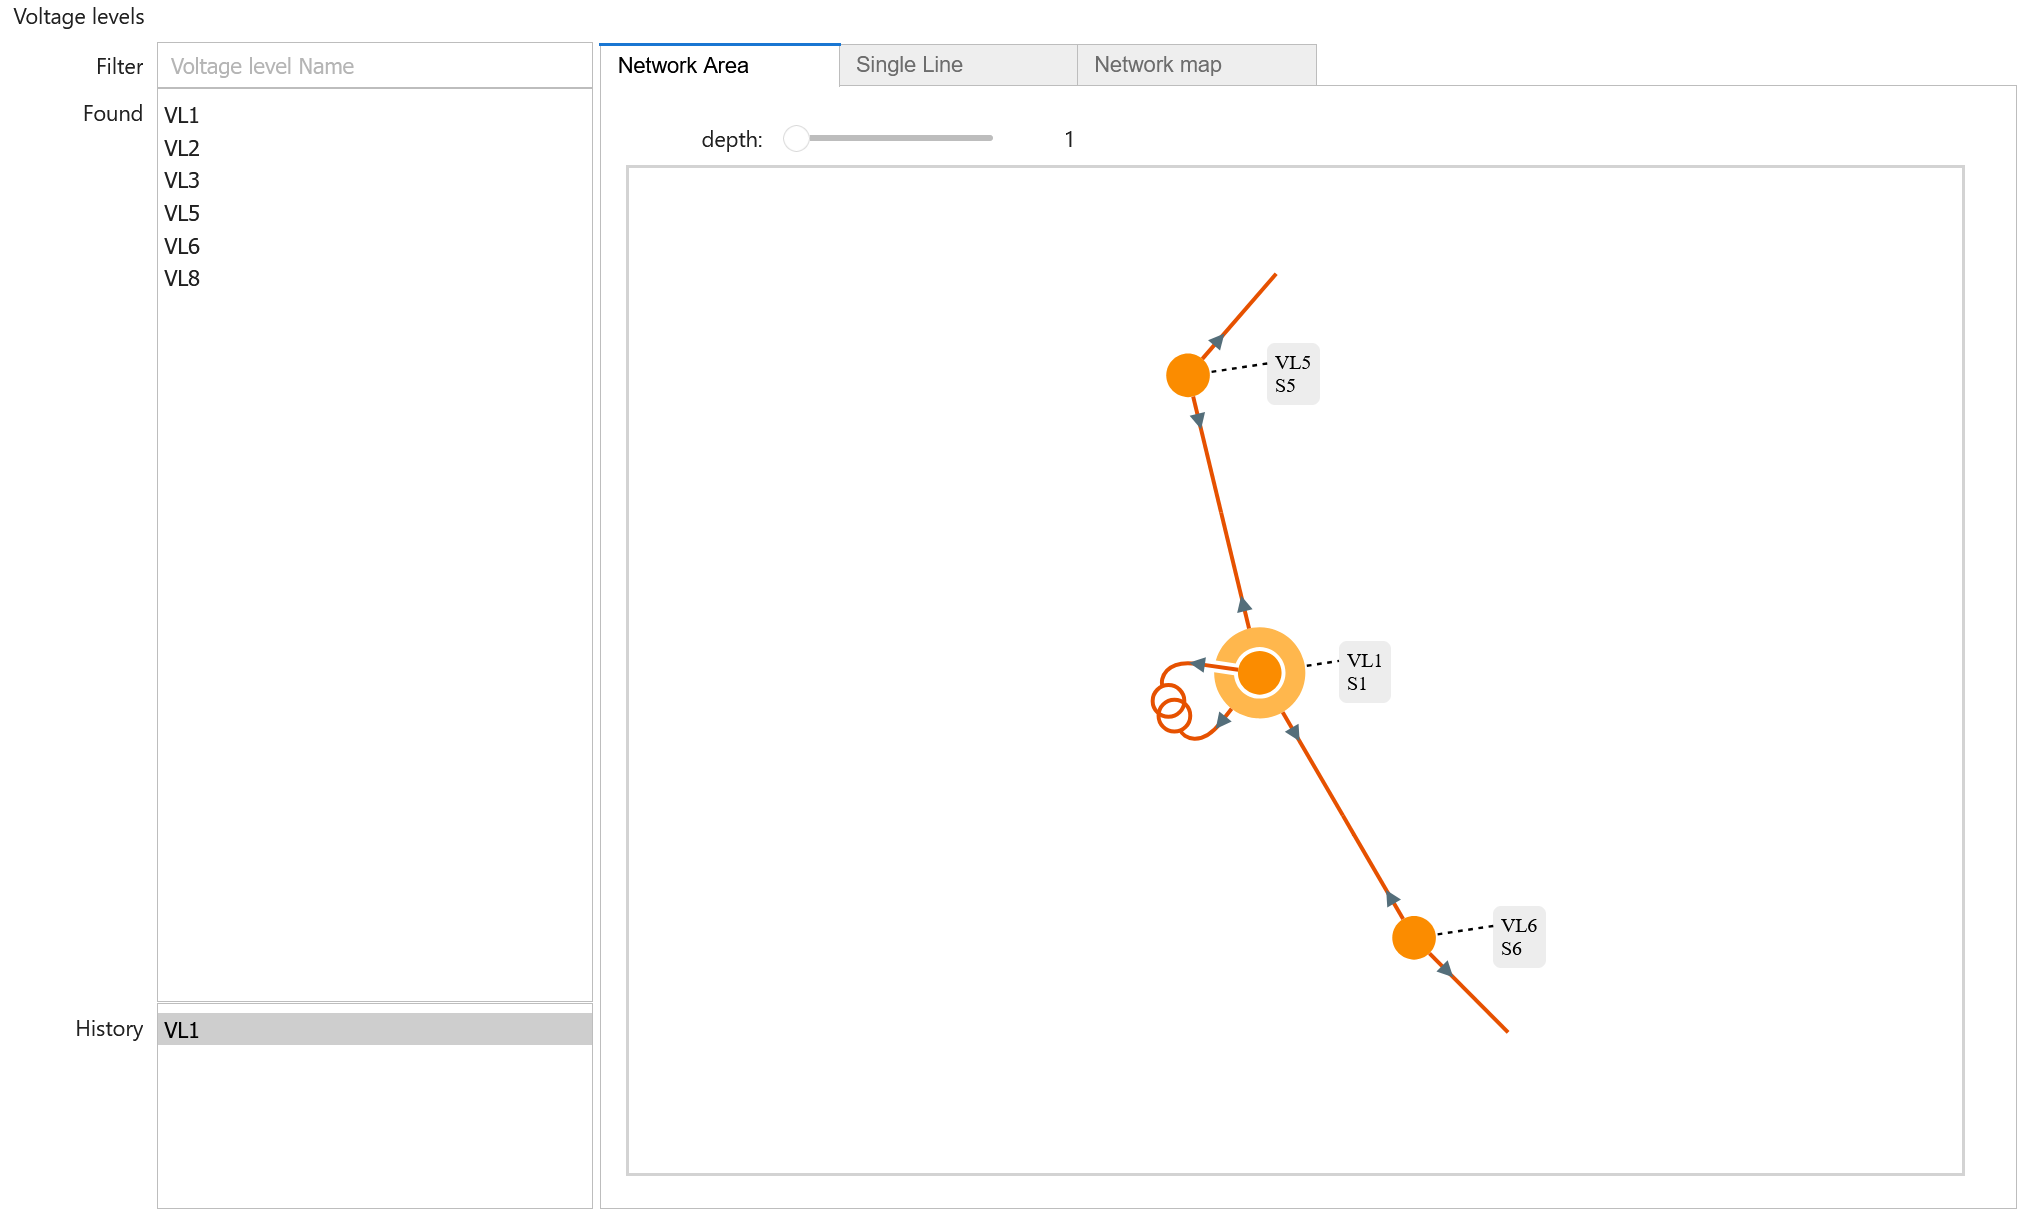 Voltage levels
Filter
Voltage level Name
Found
VL1
VL2
VL3
VL5
VL6
VL8
History
VL1
Network Area
Single Line
Network map
depth:
1
VL5
S5
VL1
S1
VL6
S6